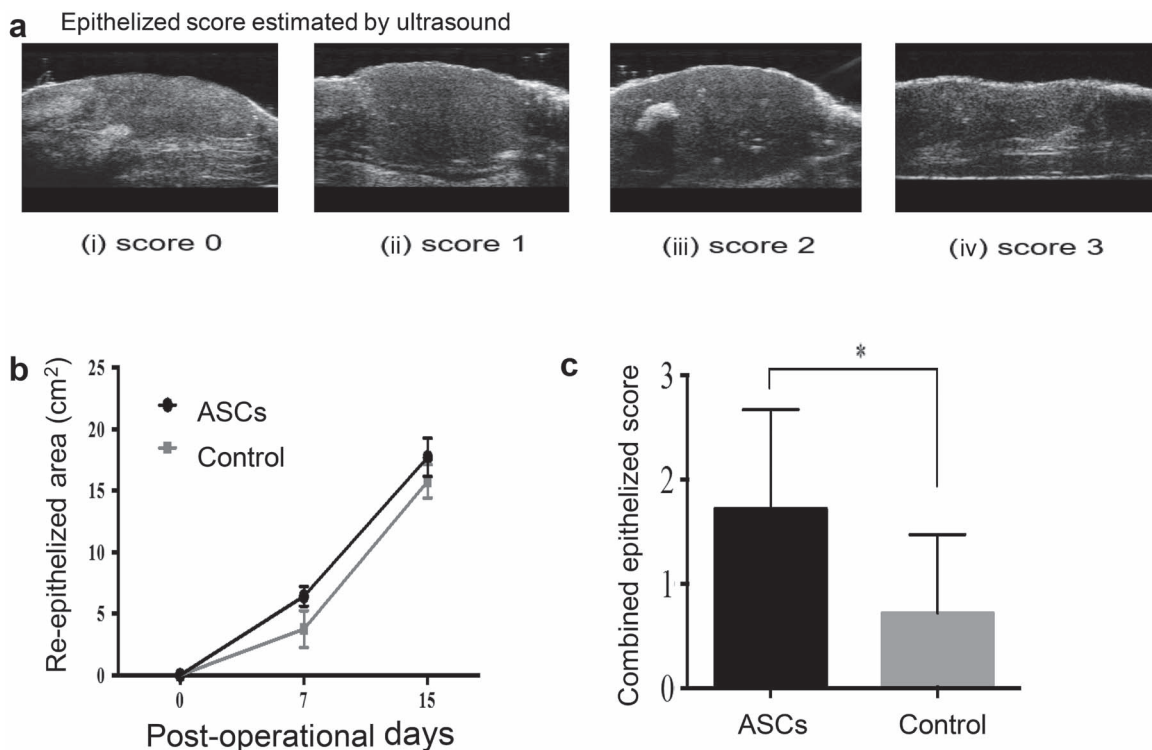 a Epithelized score estimated by ultrasound
(i) score 0
(ii) score 1
(iii) score 2
(iv) score 3
b
Re-epithelized area (cm²)
25
20
15
10
5
0
ASCs
Control
0 7 15
Post-operational days
c
Combined epithelized score
*
3
2
1
0
ASCs Control